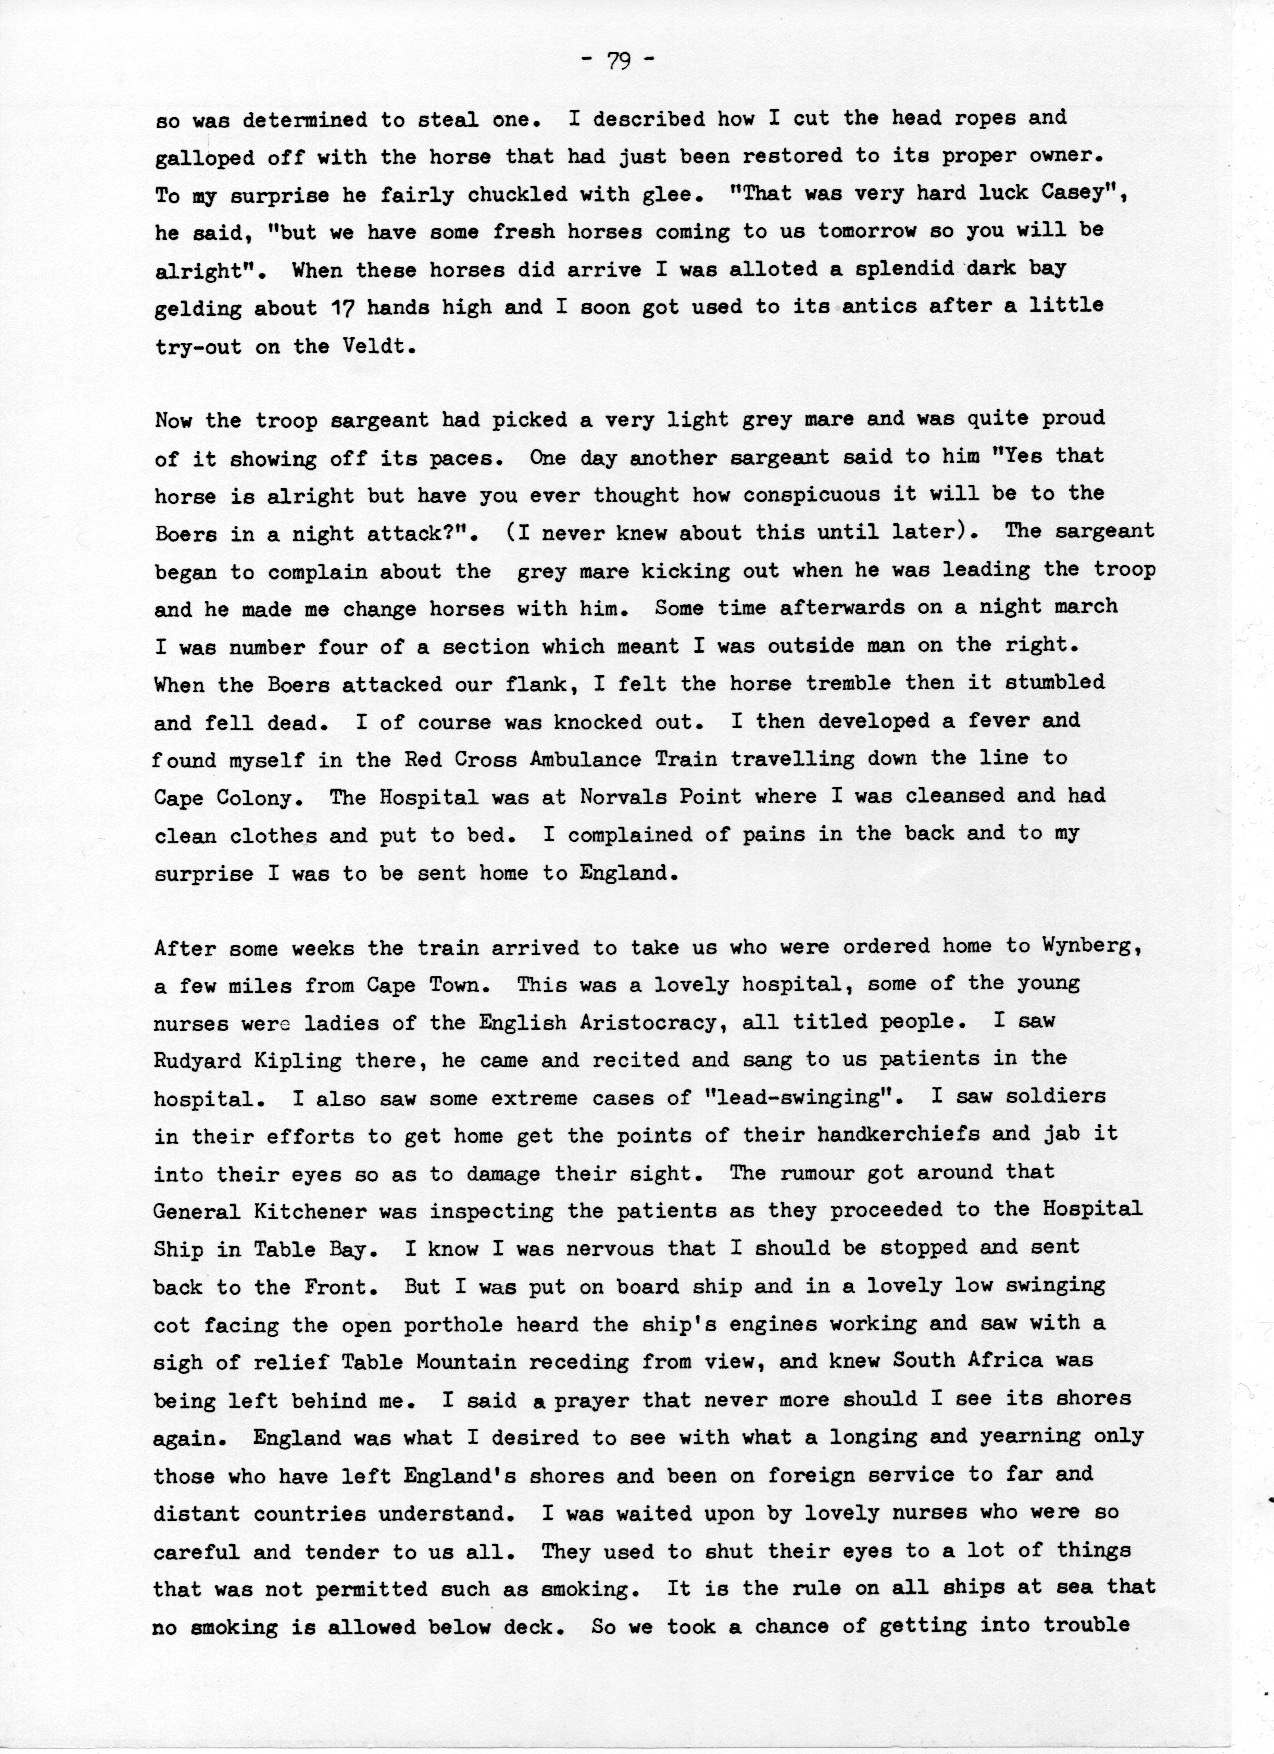 - 79 -
so was determined to steal one. I described how I cut the head ropes and
galloped off with the horse that had just been restored to its proper owner.
To my surprise he fairly chuckled with glee. "That was very hard luck Casey",
he said, "but we have some fresh horses coming to us tomorrow so you will be
alright". When these horses did arrive I was alloted a splendid dark bay
gelding about 17 hands high and I soon got used to its antics after a little
try-out on the Veldt.
Now the troop sargeant had picked a very light grey mare and was quite proud
of it showing off its paces. One day another sargeant said to him "Yes that
horse is alright but have you ever thought how conspicuous it will be to the
Boers in a night attack?". (I never knew about this until later). The sargeant
began to complain about the grey mare kicking out when he was leading the troop
and he made me change horses with him. Some time afterwards on a night march
I was number four of a section which meant I was outside man on the right.
When the Boers attacked our flank, I felt the horse tremble then it stumbled
and fell dead. I of course was knocked out. I then developed a fever and
found myself in the Red Cross Ambulance Train travelling down the line to
Cape Colony. The Hospital was at Norvals Point where I was cleansed and had
clean clothes and put to bed. I complained of pains in the back and to my
surprise I was to be sent home to England.
After some weeks the train arrived to take us who were ordered home to Wynberg,
a few miles from Cape Town. This was a lovely hospital, some of the young
nurses were ladies of the English Aristocracy, all titled people. I saw
Rudyard Kipling there, he came and recited and sang to us patients in the
hospital. I also saw some extreme cases of "lead-swinging". I saw soldiers
in their efforts to get home get the points of their handkerchiefs and jab it
into their eyes so as to damage their sight. The rumour got around that
General Kitchener was inspecting the patients as they proceeded to the Hospital
Ship in Table Bay. I know I was nervous that I should be stopped and sent
back to the Front. But I was put on board ship and in a lovely low swinging
cot facing the open porthole heard the ship's engines working and saw with a
sigh of relief Table Mountain receding from view, and knew South Africa was
being left behind me. I said a prayer that never more should I see its shores
again. England was what I desired to see with what a longing and yearning only
those who have left England's shores and been on foreign service to far and
distant countries understand. I was waited upon by lovely nurses who were so
careful and tender to us all. They used to shut their eyes to a lot of things
that was not permitted such as smoking. It is the rule on all ships at sea that
no smoking is allowed below deck. So we took a chance of getting into trouble